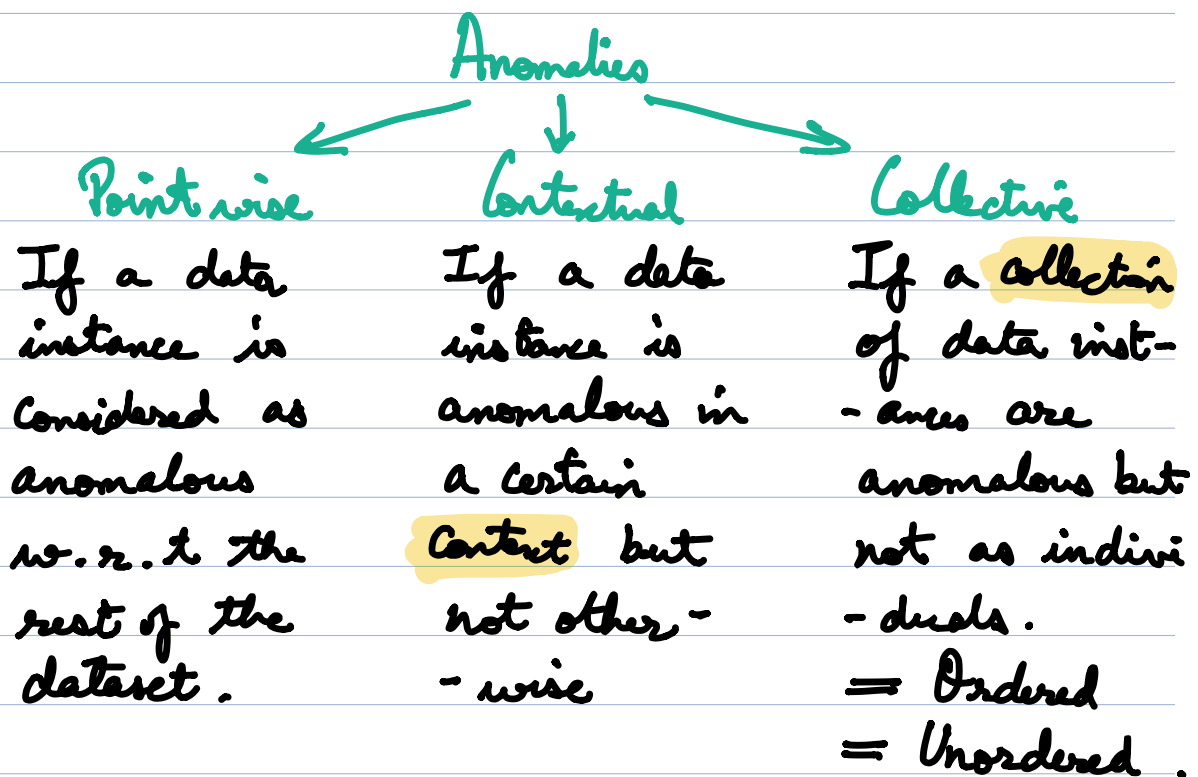 Anomalies
Pointwise
If a data
instance is
considered as
anomalous
w.r.t the
rest of the
dataset.
Contextual
If a data
instance is
anomalous in
a certain
context but
not other-
- wise
Collective
If a collection
of data inst-
- ances are
anomalous but
not as indivi
- duals.
= Ordered
= Unordered.